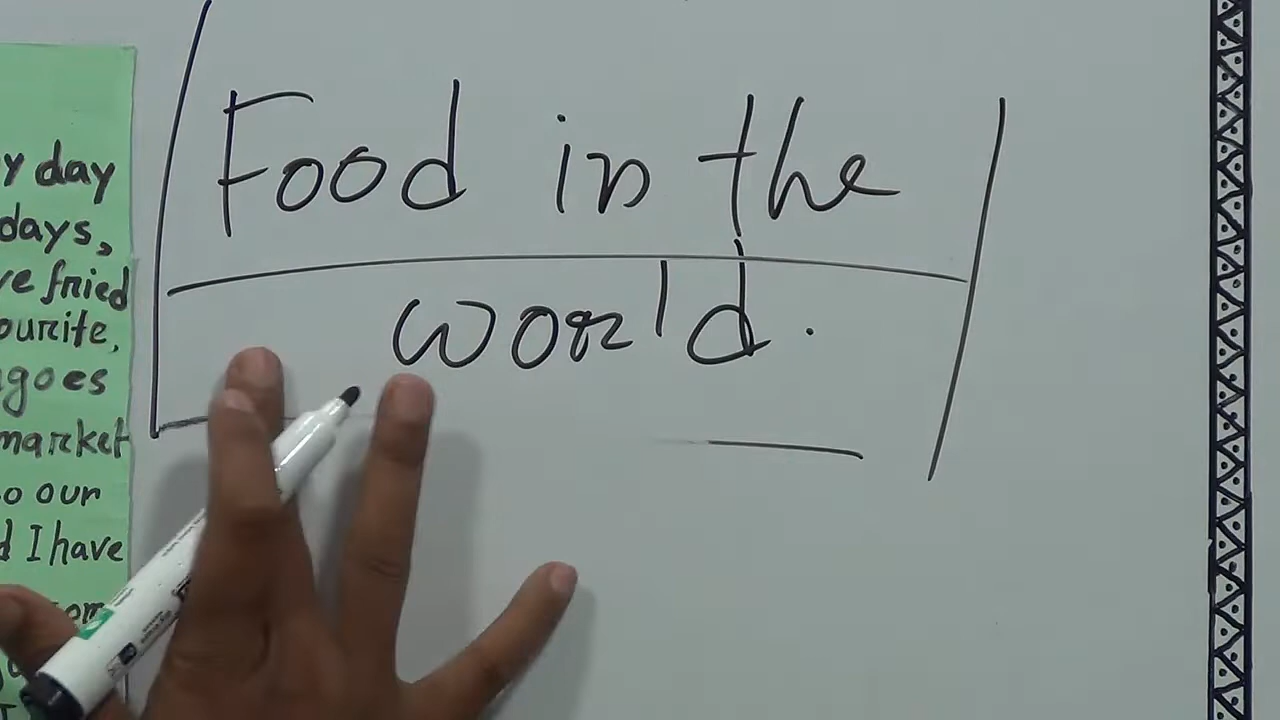 Food in the
world.
y day
days,
ve fried
ourite,
goes
market
o our
d I have